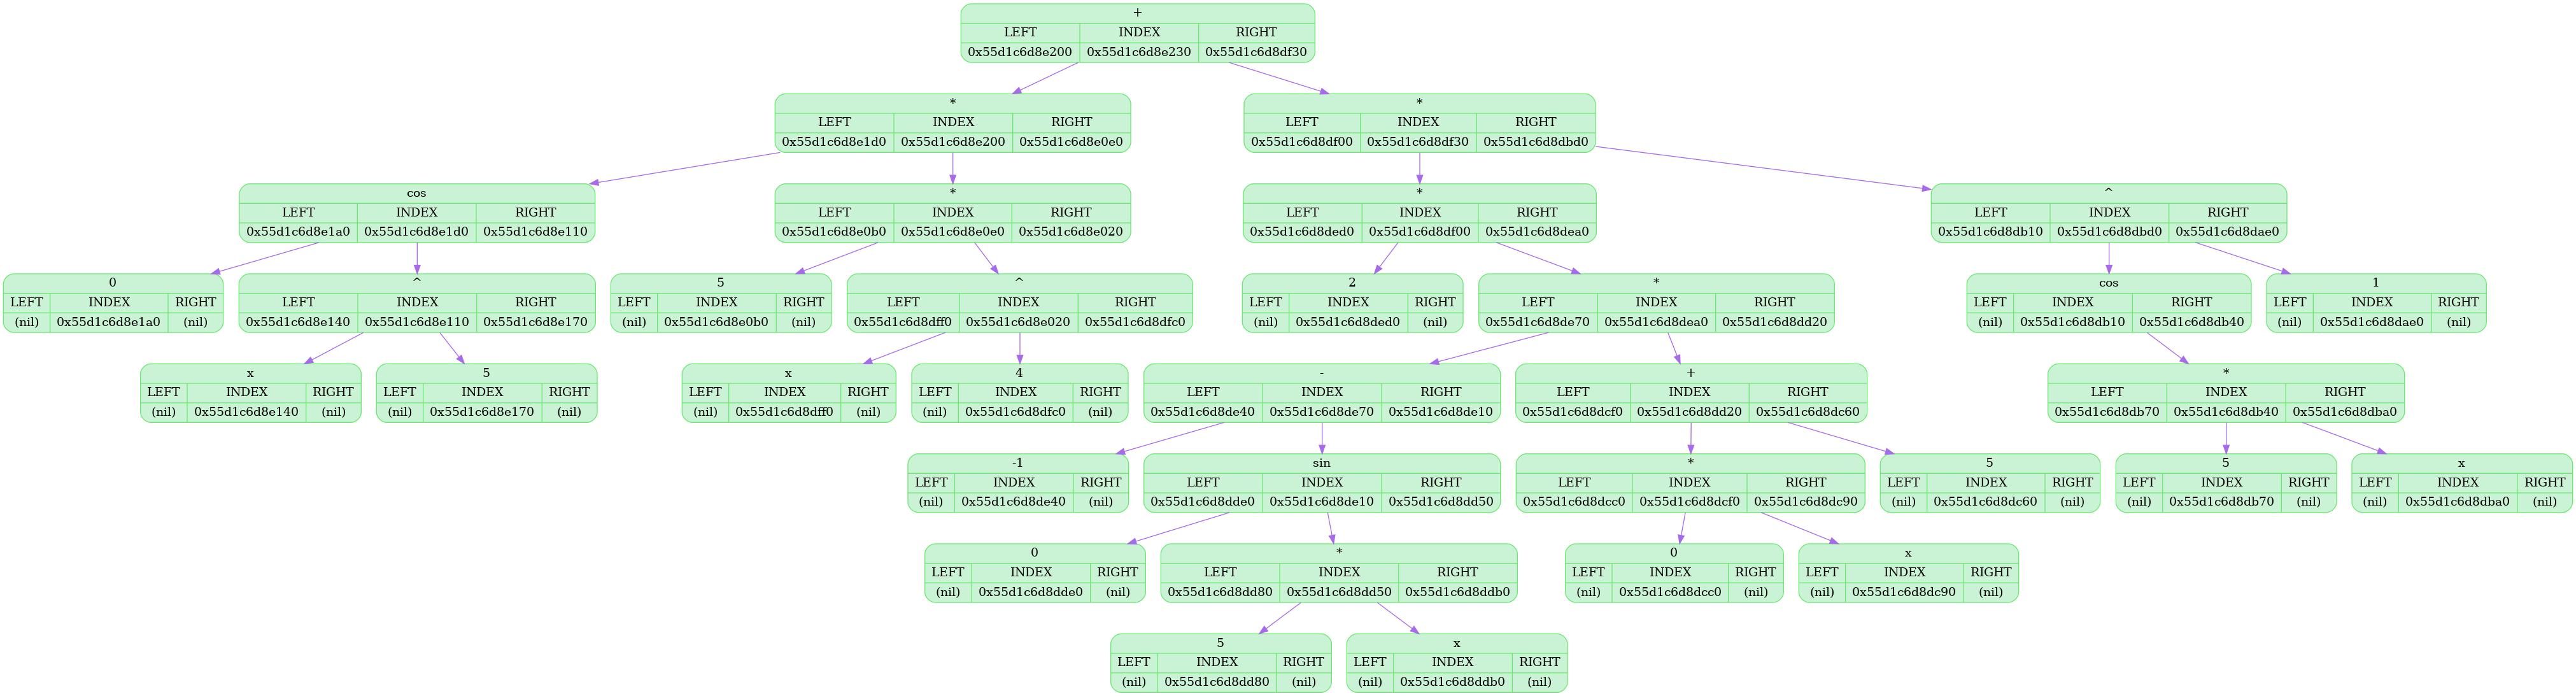 +
LEFT INDEX RIGHT
0x55d1c6d8e200 0x55d1c6d8e230 0x55d1c6d8df30
*
LEFT INDEX RIGHT
0x55d1c6d8e1d0 0x55d1c6d8e200 0x55d1c6d8e0e0
*
LEFT INDEX RIGHT
0x55d1c6d8df00 0x55d1c6d8df30 0x55d1c6d8dbd0
cos
LEFT INDEX RIGHT
0x55d1c6d8e1a0 0x55d1c6d8e1d0 0x55d1c6d8e110
*
LEFT INDEX RIGHT
0x55d1c6d8e0b0 0x55d1c6d8e0e0 0x55d1c6d8e020
*
LEFT INDEX RIGHT
0x55d1c6d8ded0 0x55d1c6d8df00 0x55d1c6d8dea0
^
LEFT INDEX RIGHT
0x55d1c6d8db10 0x55d1c6d8dbd0 0x55d1c6d8dae0
0
LEFT INDEX RIGHT
(nil) 0x55d1c6d8e1a0 (nil)
^
LEFT INDEX RIGHT
0x55d1c6d8e140 0x55d1c6d8e110 0x55d1c6d8e170
5
LEFT INDEX RIGHT
(nil) 0x55d1c6d8e0b0 (nil)
^
LEFT INDEX RIGHT
0x55d1c6d8dff0 0x55d1c6d8e020 0x55d1c6d8dfc0
2
LEFT INDEX RIGHT
(nil) 0x55d1c6d8ded0 (nil)
*
LEFT INDEX RIGHT
0x55d1c6d8de70 0x55d1c6d8dea0 0x55d1c6d8dd20
cos
LEFT INDEX RIGHT
(nil) 0x55d1c6d8db10 0x55d1c6d8db40
1
LEFT INDEX RIGHT
(nil) 0x55d1c6d8dae0 (nil)
x
LEFT INDEX RIGHT
(nil) 0x55d1c6d8e140 (nil)
5
LEFT INDEX RIGHT
(nil) 0x55d1c6d8e170 (nil)
x
LEFT INDEX RIGHT
(nil) 0x55d1c6d8dff0 (nil)
4
LEFT INDEX RIGHT
(nil) 0x55d1c6d8dfc0 (nil)
-
LEFT INDEX RIGHT
0x55d1c6d8de40 0x55d1c6d8de70 0x55d1c6d8de10
+
LEFT INDEX RIGHT
0x55d1c6d8dcf0 0x55d1c6d8dd20 0x55d1c6d8dc60
*
LEFT INDEX RIGHT
0x55d1c6d8db70 0x55d1c6d8db40 0x55d1c6d8dba0
-1
LEFT INDEX RIGHT
(nil) 0x55d1c6d8de40 (nil)
sin
LEFT INDEX RIGHT
0x55d1c6d8dde0 0x55d1c6d8de10 0x55d1c6d8dd50
*
LEFT INDEX RIGHT
0x55d1c6d8dcc0 0x55d1c6d8dcf0 0x55d1c6d8dc90
5
LEFT INDEX RIGHT
(nil) 0x55d1c6d8dc60 (nil)
5
LEFT INDEX RIGHT
(nil) 0x55d1c6d8db70 (nil)
x
LEFT INDEX RIGHT
(nil) 0x55d1c6d8dba0 (nil)
0
LEFT INDEX RIGHT
(nil) 0x55d1c6d8dde0 (nil)
*
LEFT INDEX RIGHT
0x55d1c6d8dd80 0x55d1c6d8dd50 0x55d1c6d8ddb0
0
LEFT INDEX RIGHT
(nil) 0x55d1c6d8dcc0 (nil)
x
LEFT INDEX RIGHT
(nil) 0x55d1c6d8dc90 (nil)
5
LEFT INDEX RIGHT
(nil) 0x55d1c6d8dd80 (nil)
x
LEFT INDEX RIGHT
(nil) 0x55d1c6d8ddb0 (nil)